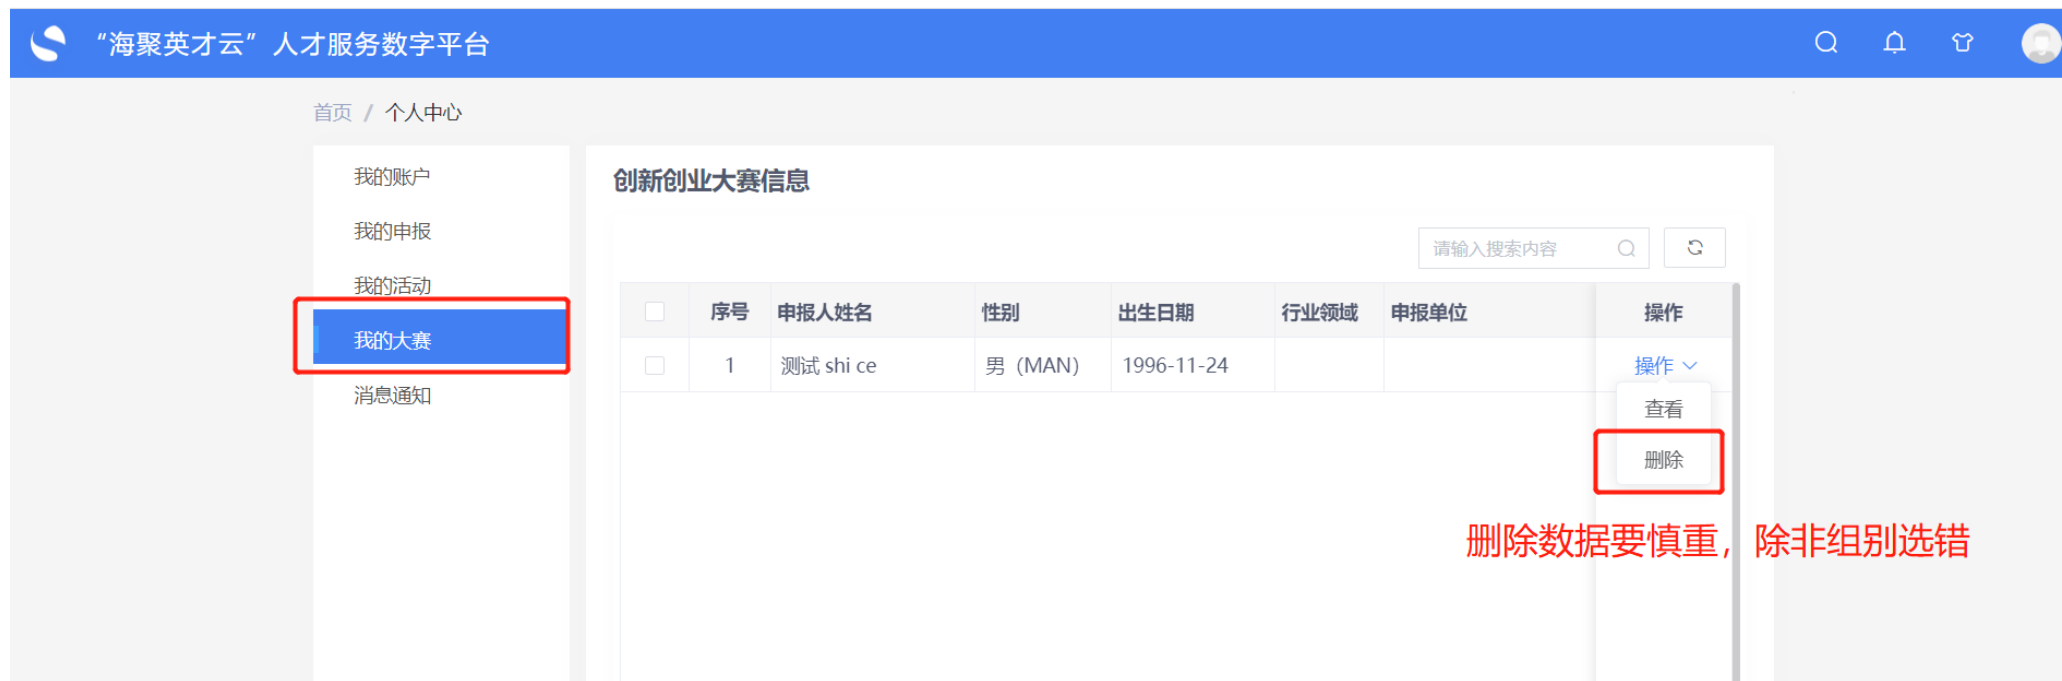 “海聚英才云”人才服务数字平台
首页 / 个人中心
我的账户
我的申报
我的活动
我的大赛
消息通知
创新创业大赛信息
请输入搜索内容
序号 申报人姓名 性别 出生日期 行业领域 申报单位 操作
1 测试 shi ce 男（MAN） 1996-11-24 操作
查看
删除
删除数据要慎重，除非组别选错